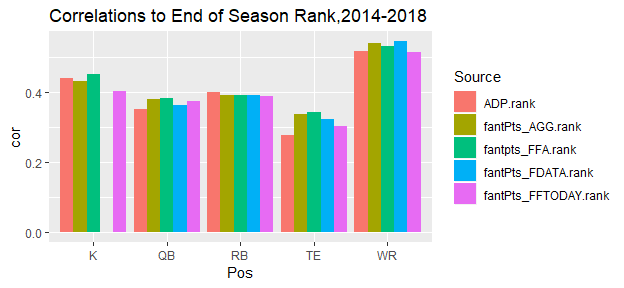 Correlations to End of Season Rank,2014-2018
cor
0.4
0.2
0.0
K QB RB TE WR
Pos
Source
ADP.rank
fantPts_AGG.rank
fantpts_FFA.rank
fantPts_FDATA.rank
fantPts_FFTODAY.rank